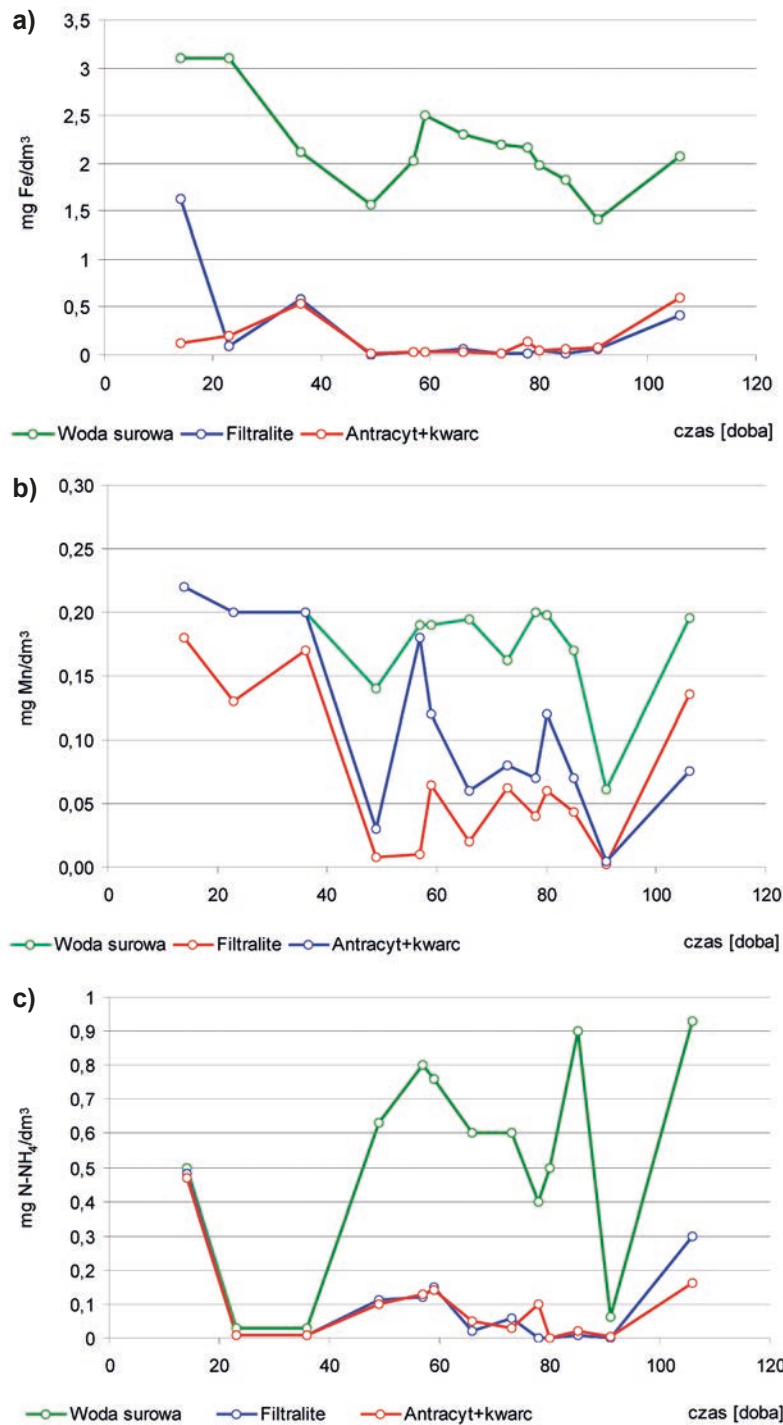 a)
mg Fe/dm³
3,5
3
2,5
2
1,5
1
0,5
0
0 20 40 60 80 100 120
Woda surowa Filtralite Antracyt+kwarc czas [doba]
b)
mg Mn/dm³
0,30
0,25
0,20
0,15
0,10
0,05
0,00
0 20 40 60 80 100 120
Woda surowa Filtralite Antracyt+kwarc czas [doba]
c)
mg N-NH₄/dm³
1
0,9
0,8
0,7
0,6
0,5
0,4
0,3
0,2
0,1
0
0 20 40 60 80 100 120
Woda surowa Filtralite Antracyt+kwarc czas [doba]